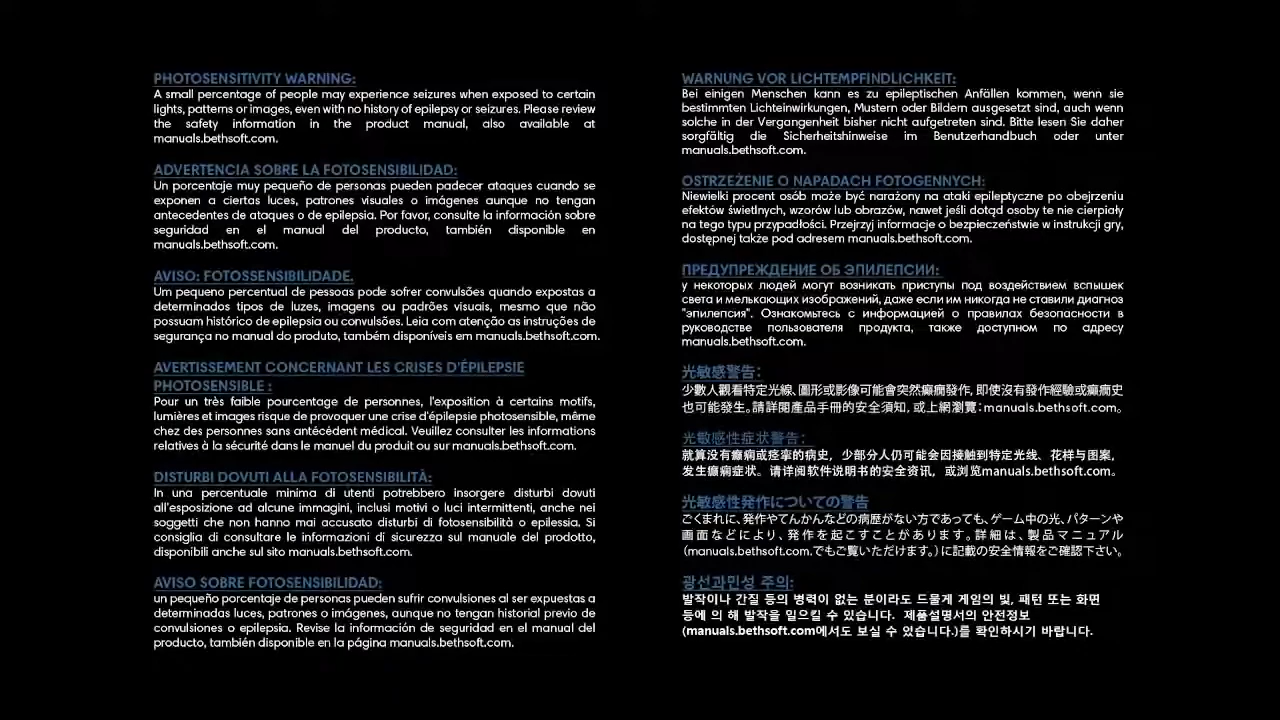 PHOTOSENSITIVITY WARNING:
A small percentage of people may experience seizures when exposed to certain
lights, patterns or images, even with no history of epilepsy or seizures. Please review
the safety information in the product manual, also available at
manuals.bethsoft.com.
ADVERTENCIA SOBRE LA FOTOSENSIBILIDAD:
Un porcentaje muy pequeño de personas pueden padecer ataques cuando se
exponen a ciertas luces, patrones visuales o imágenes aunque no tengan
antecedentes de ataques o de epilepsia. Por favor, consulte la información sobre
seguridad en el manual del producto, también disponible en
manuals.bethsoft.com.
AVISO: FOTOSSENSIBILIDADE.
Um pequeno percentual de pessoas pode sofrer convulsões quando expostas a
determinados tipos de luzes, imagens ou padrões visuais, mesmo que não
possuam histórico de epilepsia ou convulsões. Leia com atenção as instruções de
segurança no manual do produto, também disponíveis em manuals.bethsoft.com.
AVERTISSEMENT CONCERNANT LES CRISES D'ÉPILEPSIE
PHOTOSENSIBLE :
Pour un très faible pourcentage de personnes, l'exposition à certains motifs,
lumières et images risque de provoquer une crise d'épilepsie photosensible, même
chez des personnes sans antécédent médical. Veuillez consulter les informations
relatives à la sécurité dans le manuel du produit ou sur manuals.bethsoft.com.
DISTURBI DOVUTI ALLA FOTOSENSIBILITÀ:
In una percentuale minima di utenti potrebbero insorgere disturbi dovuti
all'esposizione ad alcune immagini, inclusi motivi o luci intermittenti, anche nei
soggetti che non hanno mai accusato disturbi di fotosensibilità o epilessia. Si
consiglia di consultare le informazioni di sicurezza sul manuale del prodotto,
disponibili anche sul sito manuals.bethsoft.com.
AVISO SOBRE FOTOSENSIBILIDAD:
un pequeño porcentaje de personas pueden sufrir convulsiones al ser expuestas a
determinadas luces, patrones o imágenes, aunque no tengan historial previo de
convulsiones o epilepsia. Revise la información de seguridad en el manual del
producto, también disponible en la página manuals.bethsoft.com.
WARNUNG VOR LICHTEMPFINDLICHKEIT:
Bei einigen Menschen kann es zu epileptischen Anfällen kommen, wenn sie
bestimmten Lichteinwirkungen, Mustern oder Bildern ausgesetzt sind, auch wenn
solche in der Vergangenheit bisher nicht aufgetreten sind. Bitte lesen Sie daher
sorgfältig die Sicherheitshinweise im Benutzerhandbuch oder unter
manuals.bethsoft.com.
OSTRZEŻENIE O NAPADACH FOTOGENNYCH:
Niewielki procent osób może być narażony na ataki epileptyczne po obejrzeniu
efektów świetlnych, wzorów lub obrazów, nawet jeśli dotąd osoby te nie cierpiały
na tego typu przypadłości. Przejrzyj informacje o bezpieczeństwie w instrukcji gry,
dostępnej także pod adresem manuals.bethsoft.com.
ПРЕДУПРЕЖДЕНИЕ ОБ ЭПИЛЕПСИИ:
у некоторых людей могут возникать приступы под воздействием вспышек
света и мелькающих изображений, даже если им никогда не ставили диагноз
"эпилепсия". Ознакомьтесь с информацией о правилах безопасности в
руководстве пользователя продукта, также доступном по адресу
manuals.bethsoft.com.
光敏感警告：
少數人觀看特定光線、圖形或影像可能會突然癲癇發作，即使沒有發作經驗或癲癇史
也可能發生。請詳閱產品手冊的安全須知，或上網瀏覽：manuals.bethsoft.com。
光敏感性症状警告：
就算没有癫痫或痉挛的病史，少部分人仍可能会因接触到特定光线、花样与图案，
发生癫痫症状。请详阅软件说明书的安全资讯，或浏览manuals.bethsoft.com。
光敏感性発作についての警告
ごくまれに、発作やてんかんなどの病歴がない方であっても、ゲーム中の光、パターンや
画面などにより、発作を起こすことがあります。詳細は、製品マニュアル
（manuals.bethsoft.com.でもご覧いただけます。）に記載の安全情報をご確認下さい。
광선과민성 주의:
발작이나 간질 등의 병력이 없는 분이라도 드물게 게임의 빛, 패턴 또는 화면
등에 의 해 발작을 일으킬 수 있습니다. 제품설명서의 안전정보
(manuals.bethsoft.com에서도 보실 수 있습니다.)를 확인하시기 바랍니다.